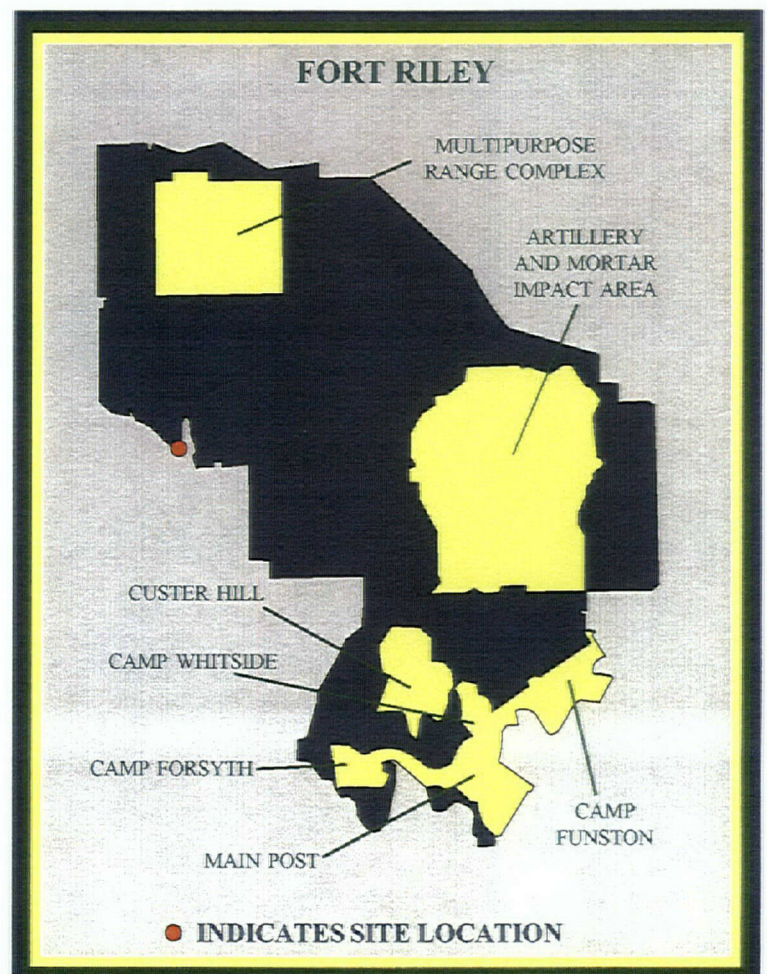 FORT RILEY
MULTIPURPOSE
RANGE COMPLEX
ARTILLERY
AND MORTAR
IMPACT AREA
CUSTER HILL
CAMP WHITSIDE
CAMP FORSYTH
MAIN POST
CAMP
FUNSTON
INDICATES SITE LOCATION